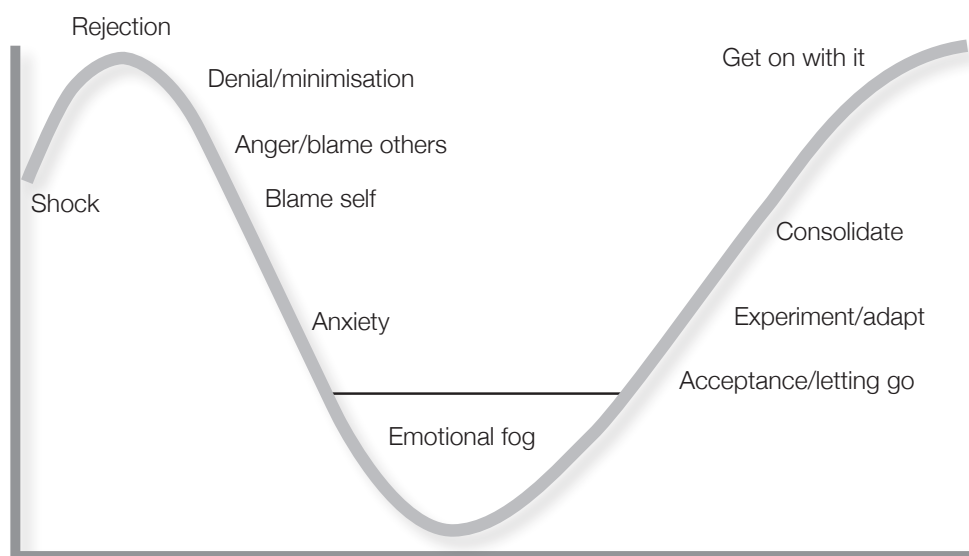 Rejection
Get on with it
Denial/minimisation
Anger/blame others
Blame self
Shock
Consolidate
Anxiety
Experiment/adapt
Acceptance/letting go
Emotional fog